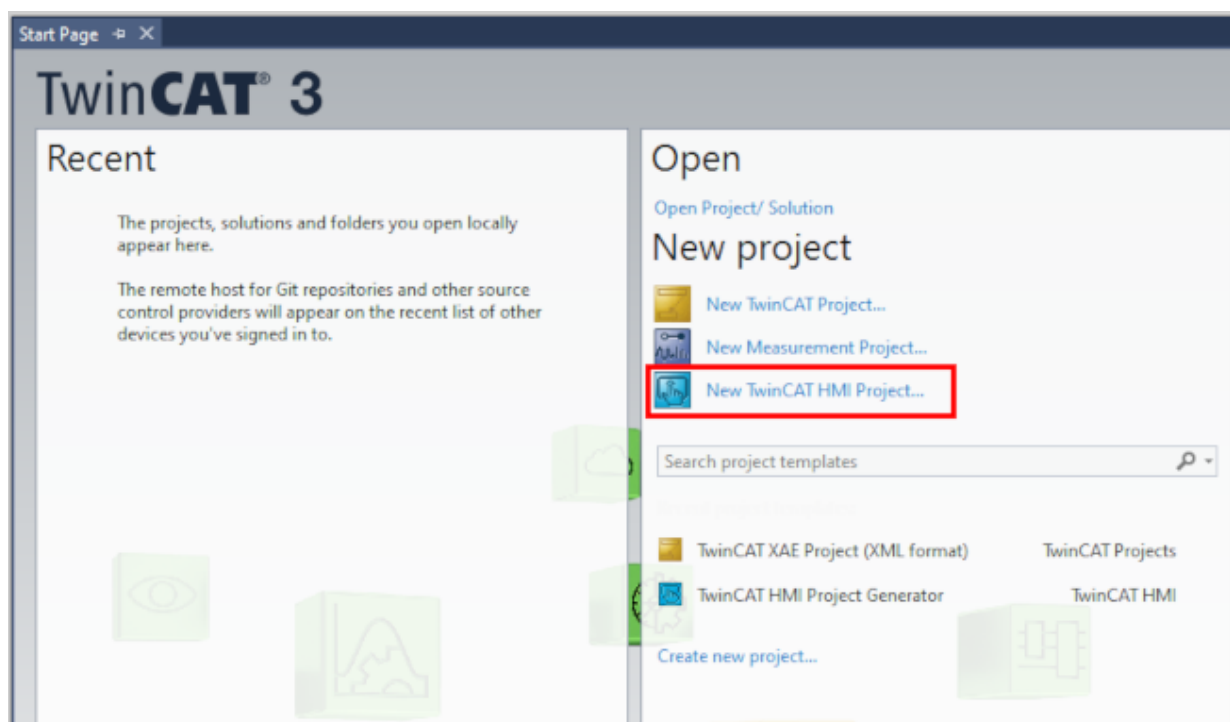 Start Page
TwinCAT® 3
Recent
The projects, solutions and folders you open locally
appear here.
The remote host for Git repositories and other source
control providers will appear on the recent list of other
devices you've signed in to.
Open
Open Project/ Solution
New project
New TwinCAT Project...
New Measurement Project...
New TwinCAT HMI Project...
Search project templates
TwinCAT XAE Project (XML format) TwinCAT Projects
TwinCAT HMI Project Generator TwinCAT HMI
Create new project...